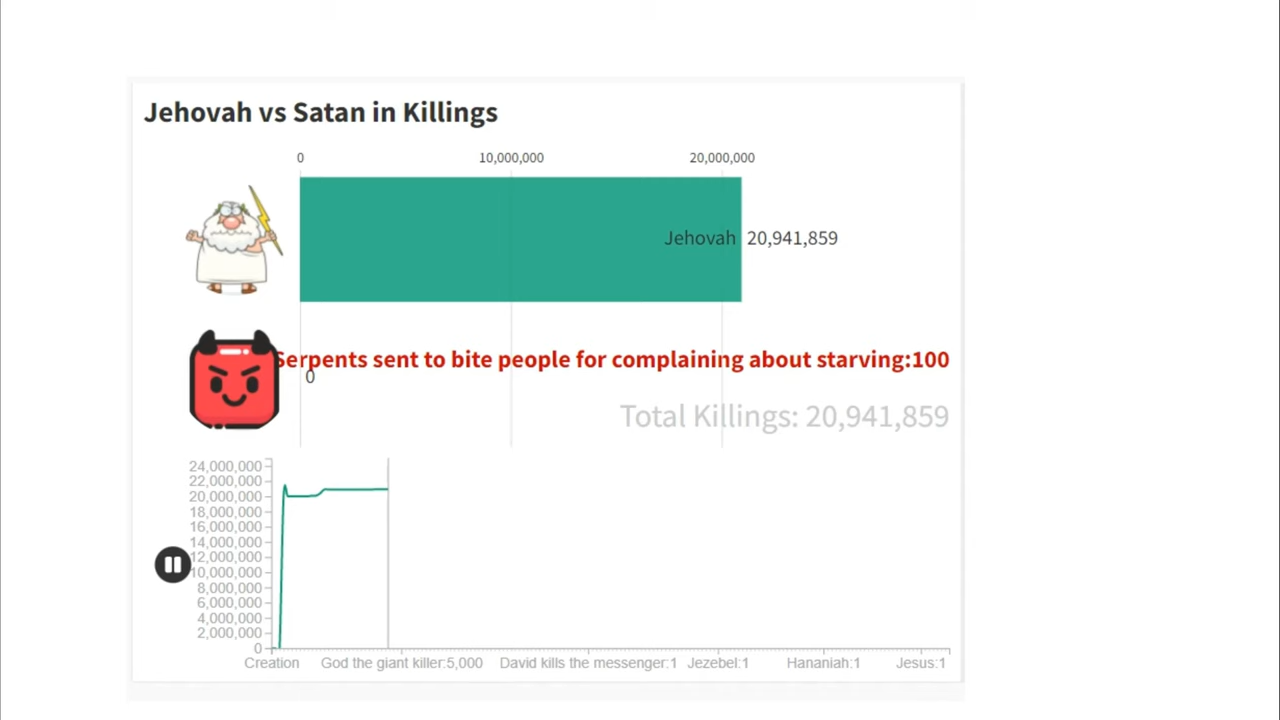 Jehovah vs Satan in Killings
0 10,000,000 20,000,000
Jehovah 20,941,859
Serpents sent to bite people for complaining about starving:100
0
Total Killings: 20,941,859
24,000,000
22,000,000
20,000,000
18,000,000
16,000,000
14,000,000
12,000,000
10,000,000
8,000,000
6,000,000
4,000,000
2,000,000
0
Creation God the giant killer:5,000 David kills the messenger:1 Jezebel:1 Hananiah:1 Jesus:1